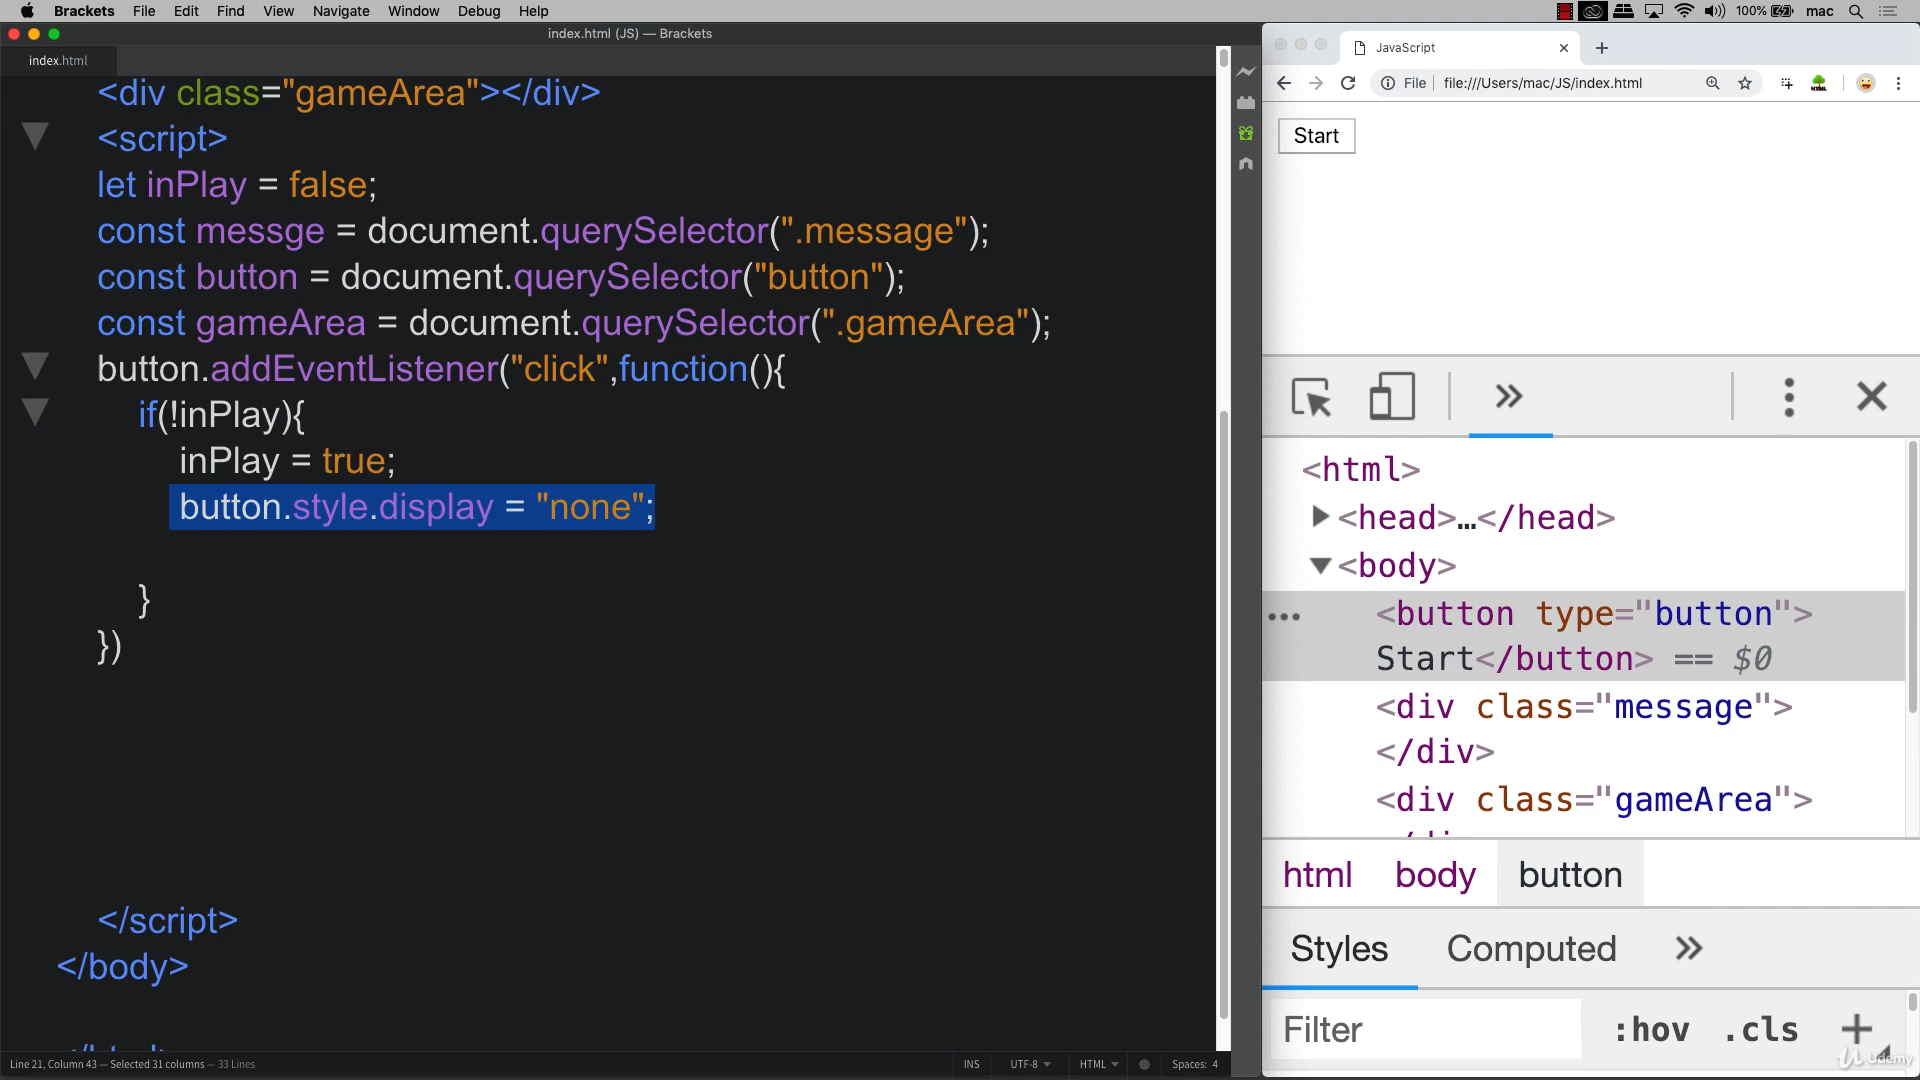 Brackets File Edit Find View Navigate Window Debug Help 100% mac
index.html (JS) — Brackets
index.html
<div class="gameArea"></div>
<script>
let inPlay = false;
const messge = document.querySelector(".message");
const button = document.querySelector("button");
const gameArea = document.querySelector(".gameArea");
button.addEventListener("click",function(){
if(!inPlay){
inPlay = true;
button.style.display = "none";
}
})
</script>
</body>
Line 21, Column 43 — Selected 31 columns — 33 Lines
INS UTF-8 HTML Spaces: 4
JavaScript
File file:///Users/mac/JS/index.html
Start
<html>
<head>…</head>
<body>
<button type="button">
Start</button> == $0
<div class="message">
</div>
<div class="gameArea">
html body button
Styles Computed
Filter :hov .cls
Udemy